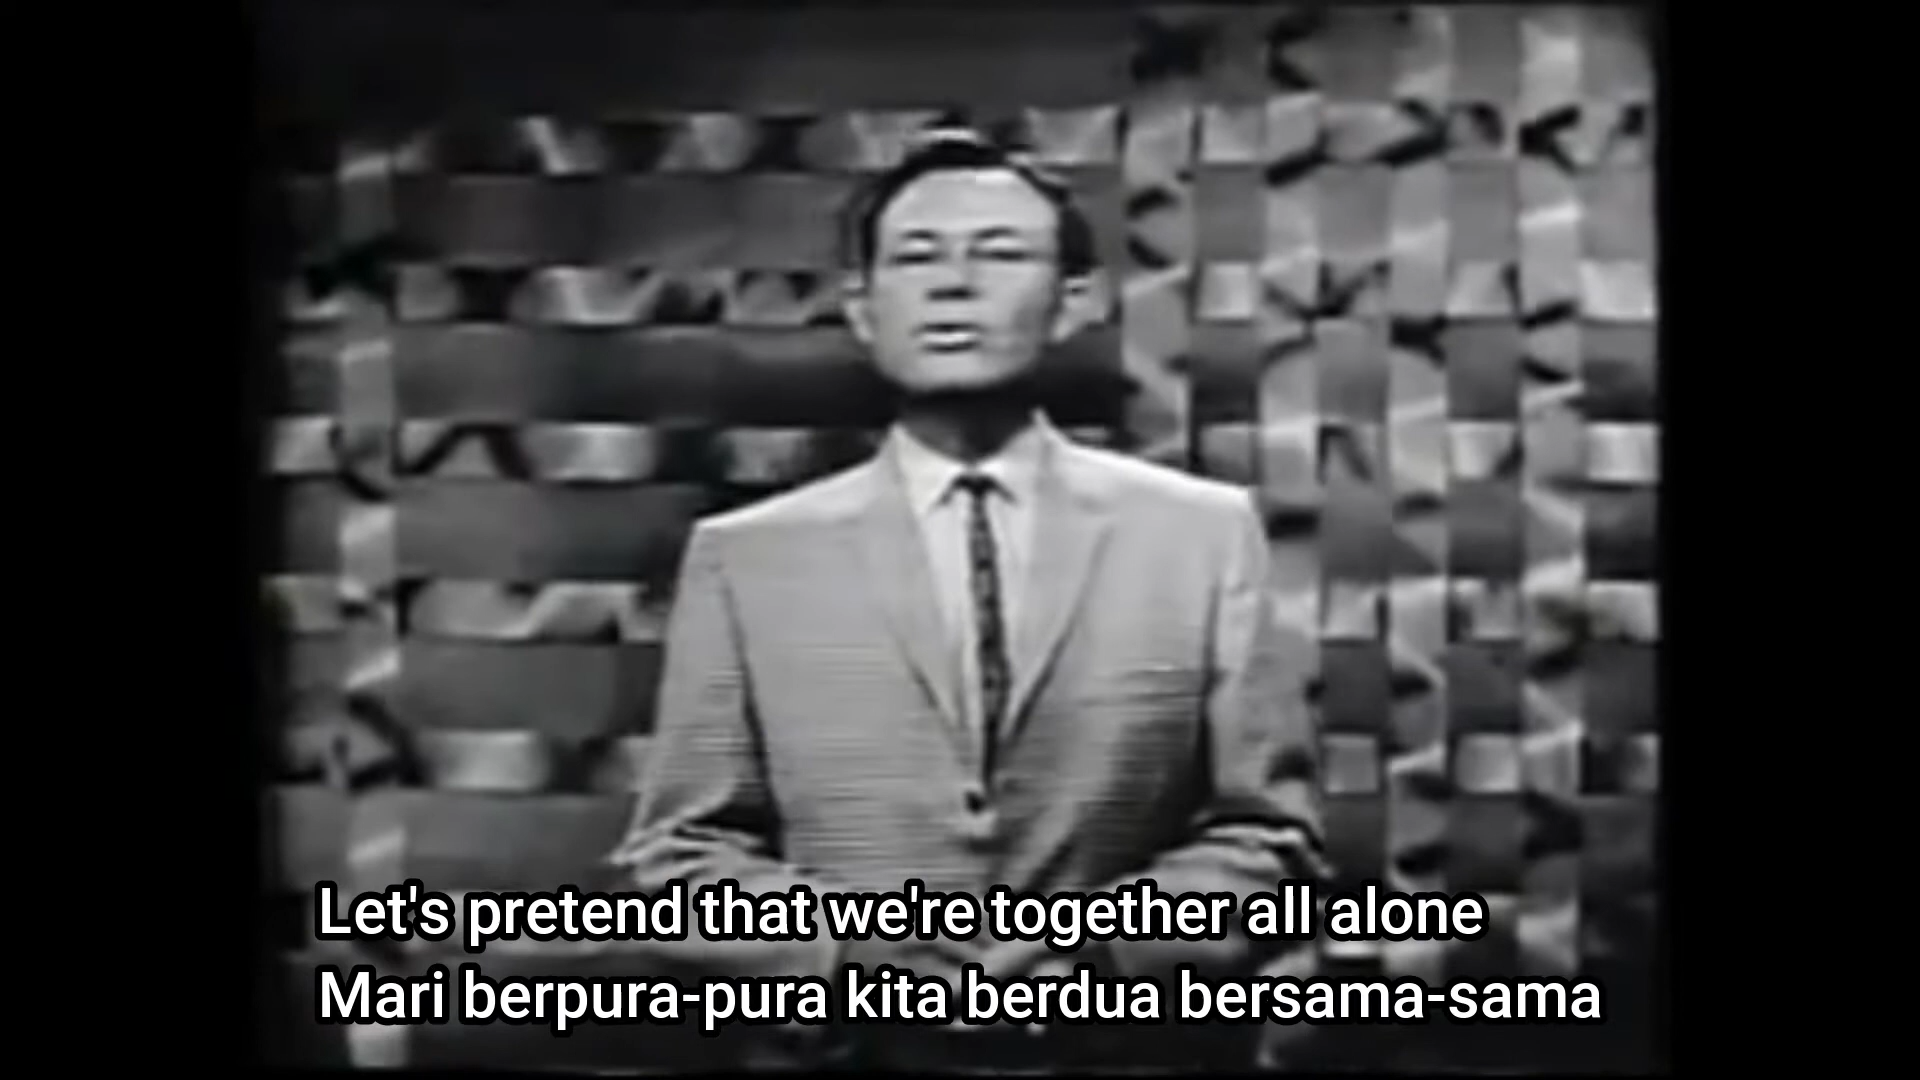 Let's pretend that we're together all alone
Mari berpura-pura kita berdua bersama-sama